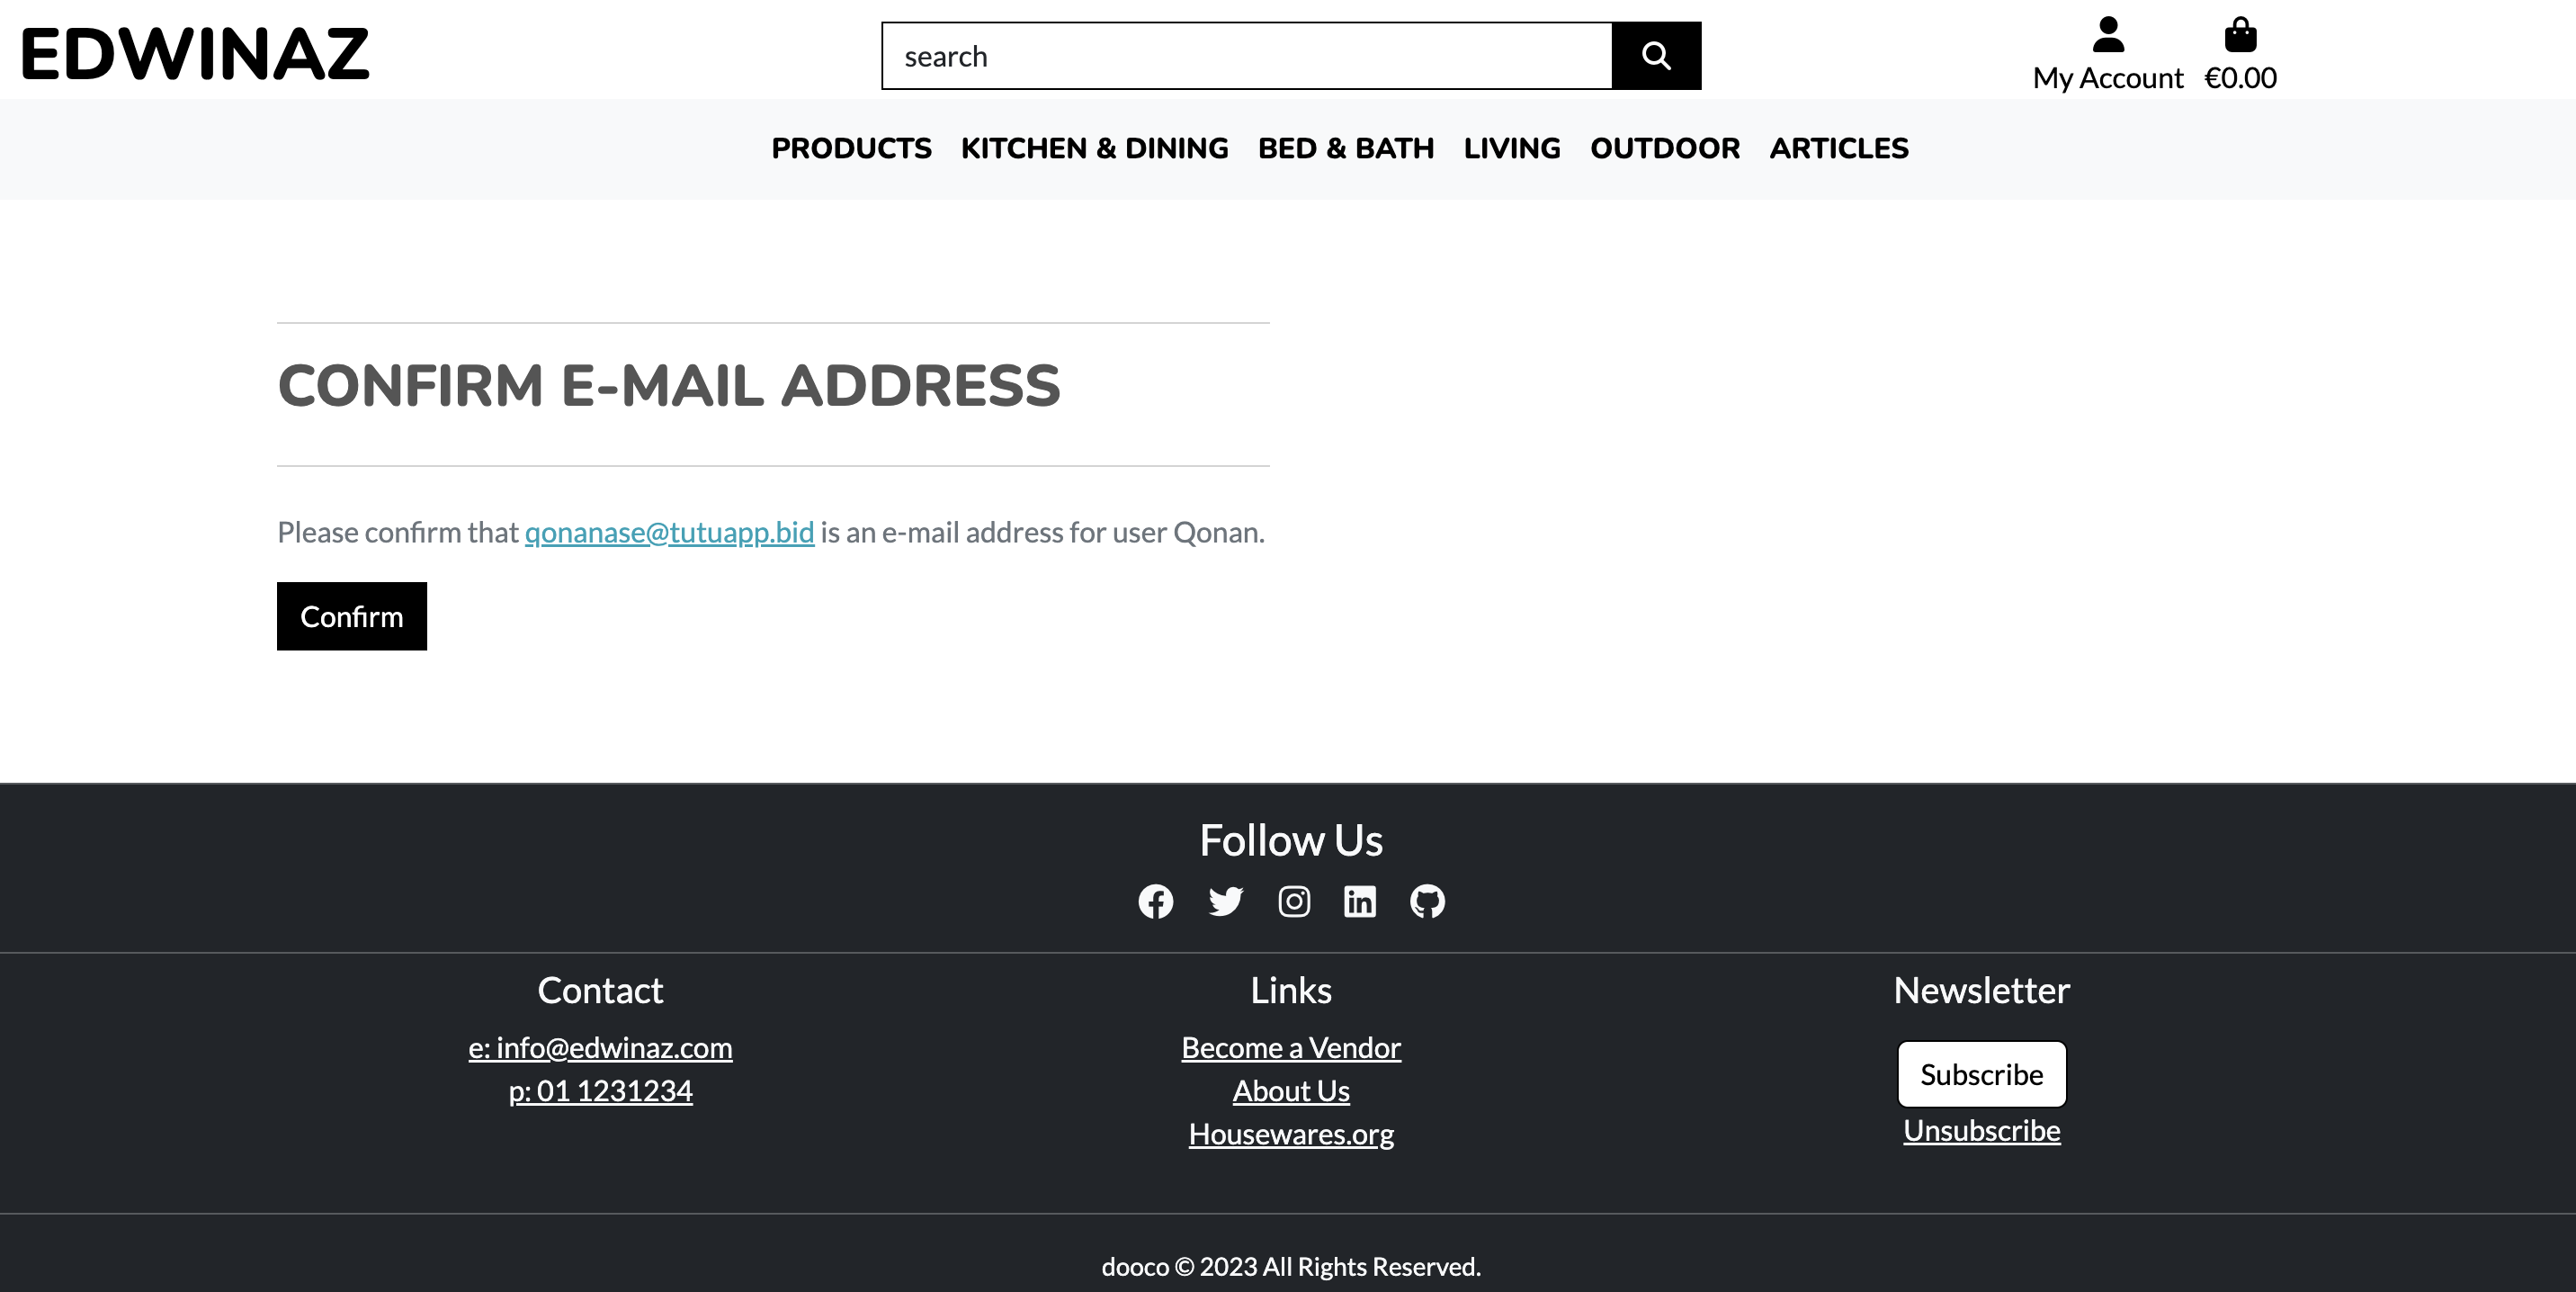 EDWINAZ
search
My Account €0.00
PRODUCTS KITCHEN & DINING BED & BATH LIVING OUTDOOR ARTICLES
CONFIRM E-MAIL ADDRESS
Please confirm that qonanase@tutuapp.bid is an e-mail address for user Qonan.
Confirm
Follow Us
Contact
e: info@edwinaz.com
p: 01 1231234
Links
Become a Vendor
About Us
Housewares.org
Newsletter
Subscribe
Unsubscribe
dooco © 2023 All Rights Reserved.